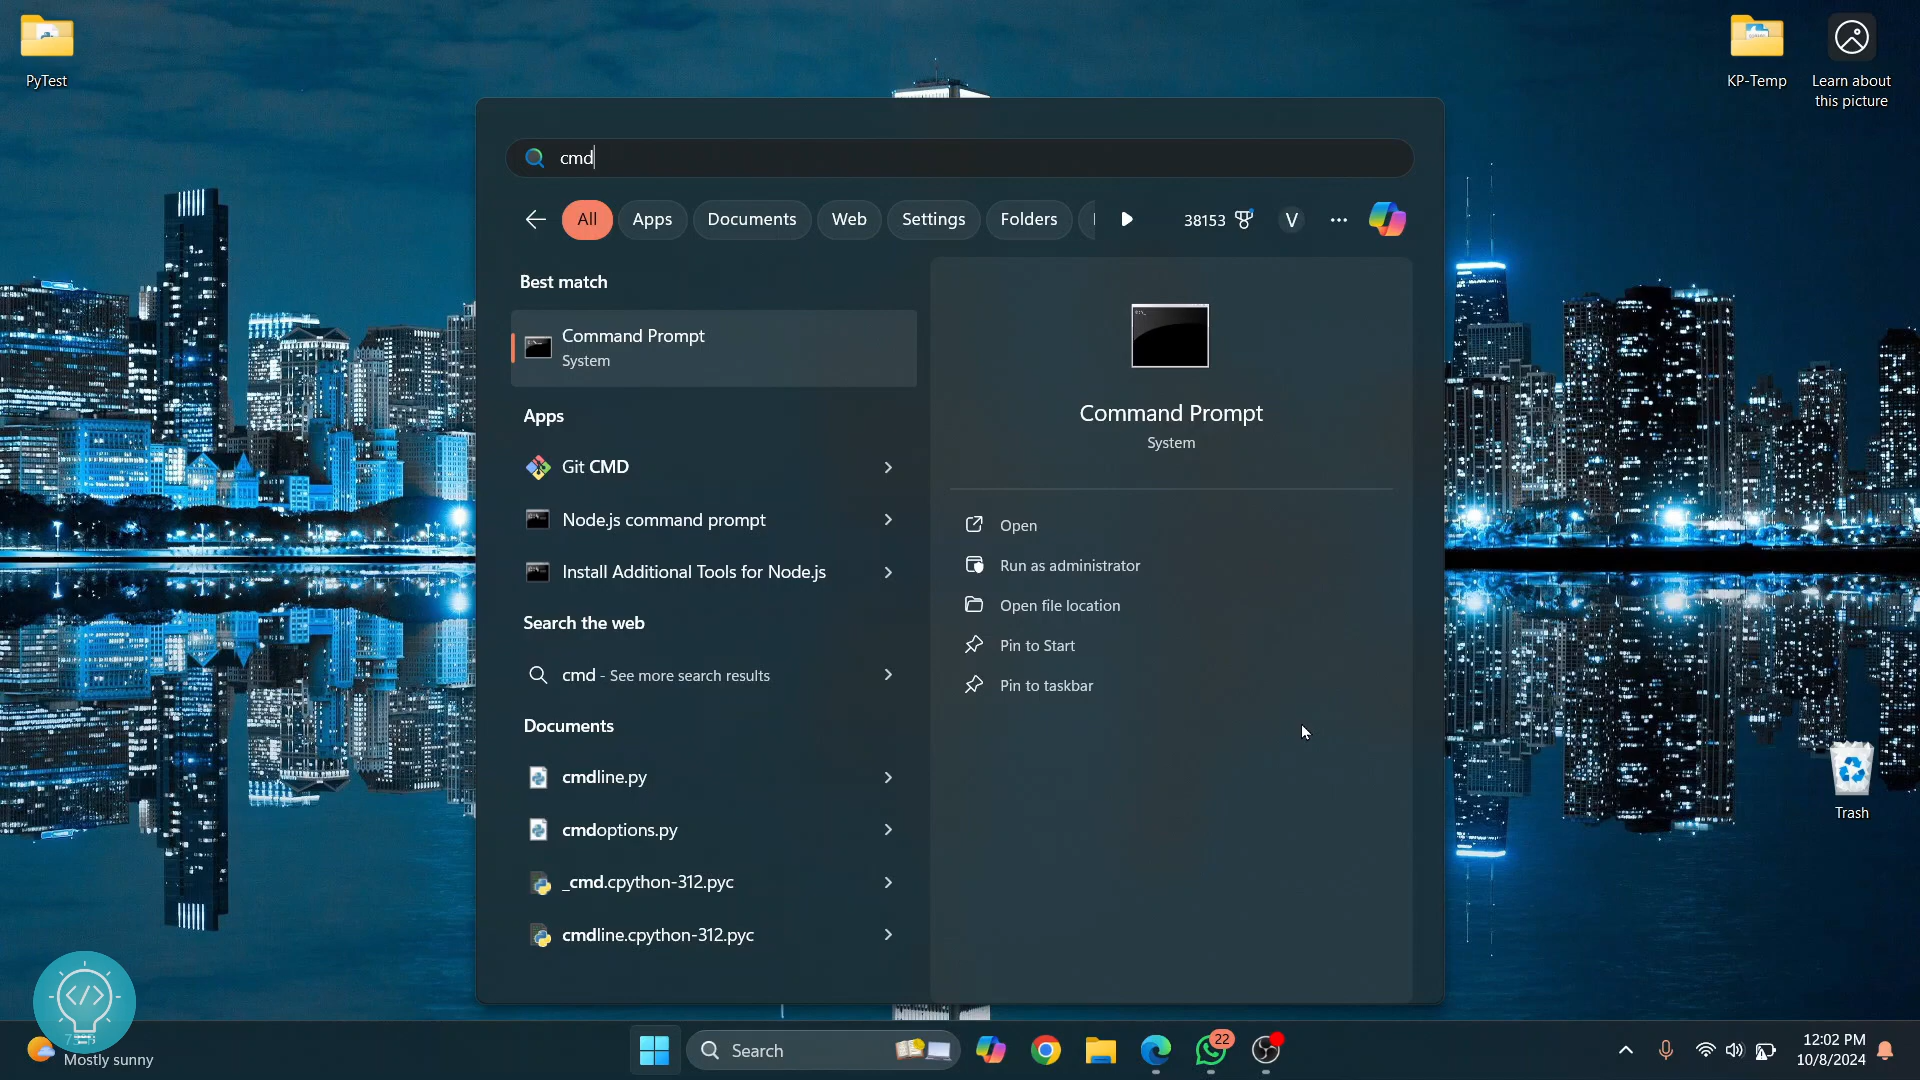 PyTest
KP-Temp
Learn about
this picture
cmd
All
Apps
Documents
Web
Settings
Folders
38153
V
Best match
Command Prompt
System
Apps
Git CMD
Node.js command prompt
Install Additional Tools for Node.js
Search the web
cmd - See more search results
Documents
cmdline.py
cmdoptions.py
_cmd.cpython-312.pyc
cmdline.cpython-312.pyc
Command Prompt
System
Open
Run as administrator
Open file location
Pin to Start
Pin to taskbar
Trash
Mostly sunny
Search
22
12:02 PM
10/8/2024